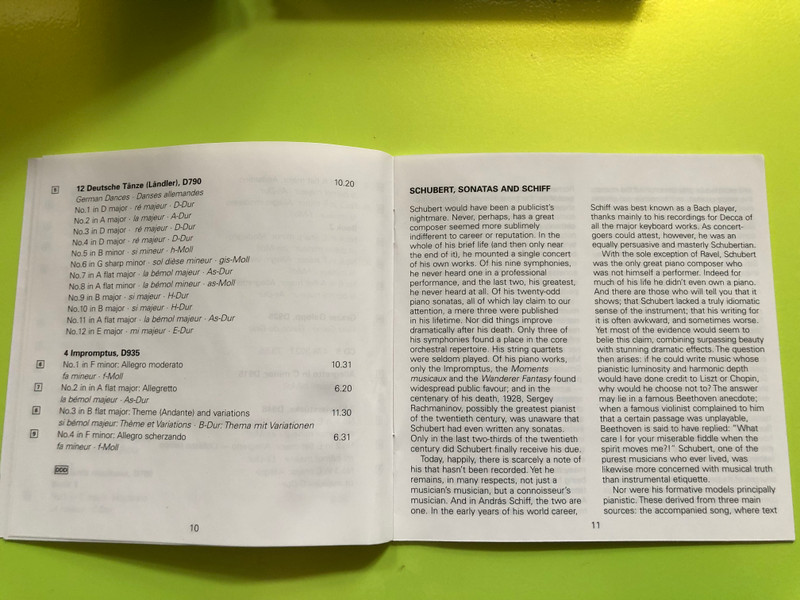 5 12 Deutsche Tänze (Ländler), D790 10.20
German Dances · Danses allemandes
No.1 in D major · ré majeur · D-Dur
No.2 in A major · la majeur · A-Dur
No.3 in D major · ré majeur · D-Dur
No.4 in D major · ré majeur · D-Dur
No.5 in B minor · si mineur · h-Moll
No.6 in G sharp minor · sol dièse mineur · gis-Moll
No.7 in A flat major · la bémol majeur · As-Dur
No.8 in A flat minor · la bémol mineur · as-Moll
No.9 in B major · si majeur · H-Dur
No.10 in B major · si majeur · H-Dur
No.11 in A flat major · la bémol majeur · As-Dur
No.12 in E major · mi majeur · E-Dur
4 Impromptus, D935
6 No.1 in F minor: Allegro moderato 10.31
fa mineur · f-Moll
7 No.2 in in A flat major: Allegretto 6.20
la bémol majeur · As-Dur
8 No.3 in B flat major: Theme (Andante) and variations 11.30
si bémol majeur: Thème et Variations · B-Dur: Thema mit Variationen
9 No.4 in F minor: Allegro scherzando 6.31
fa mineur · f-Moll
DDD
10
SCHUBERT, SONATAS AND SCHIFF
Schubert would have been a publicist's
nightmare. Never, perhaps, has a great
composer seemed more sublimely
indifferent to career or reputation. In the
whole of his brief life (and then only near
the end of it), he mounted a single concert
of his own works. Of his nine symphonies,
he never heard one in a professional
performance, and the last two, his greatest,
he never heard at all. Of his twenty-odd
piano sonatas, all of which lay claim to our
attention, a mere three were published
in his lifetime. Nor did things improve
dramatically after his death. Only three of
his symphonies found a place in the core
orchestral repertoire. His string quartets
were seldom played. Of his piano works,
only the Impromptus, the Moments
musicaux and the Wanderer Fantasy found
widespread public favour; and in the
centenary of his death, 1928, Sergey
Rachmaninov, possibly the greatest pianist
of the twentieth century, was unaware that
Schubert had even written any sonatas.
Only in the last two-thirds of the twentieth
century did Schubert finally receive his due.
Today, happily, there is scarcely a note of
his that hasn't been recorded. Yet he
remains, in many respects, not just a
musician's musician, but a connoisseur's
musician. And in András Schiff, the two are
one. In the early years of his world career,
Schiff was best known as a Bach player,
thanks mainly to his recordings for Decca of
all the major keyboard works. As concert-
goers could attest, however, he was an
equally persuasive and masterly Schubertian.
With the sole exception of Ravel, Schubert
was the only great piano composer who
was not himself a performer. Indeed for
much of his life he didn't even own a piano.
And there are those who will tell you that it
shows; that Schubert lacked a truly idiomatic
sense of the instrument; that his writing for
it is often awkward, and sometimes worse.
Yet most of the evidence would seem to
belie this claim, combining surpassing beauty
with stunning dramatic effects. The question
then arises: if he could write music whose
pianistic luminosity and harmonic depth
would have done credit to Liszt or Chopin,
why would he choose not to? The answer
may lie in a famous Beethoven anecdote;
when a famous violinist complained to him
that a certain passage was unplayable,
Beethoven is said to have replied: "What
care I for your miserable fiddle when the
spirit moves me?!" Schubert, one of the
purest musicians who ever lived, was
likewise more concerned with musical truth
than instrumental etiquette.
Nor were his formative models principally
pianistic. These derived from three main
sources: the accompanied song, where text
11